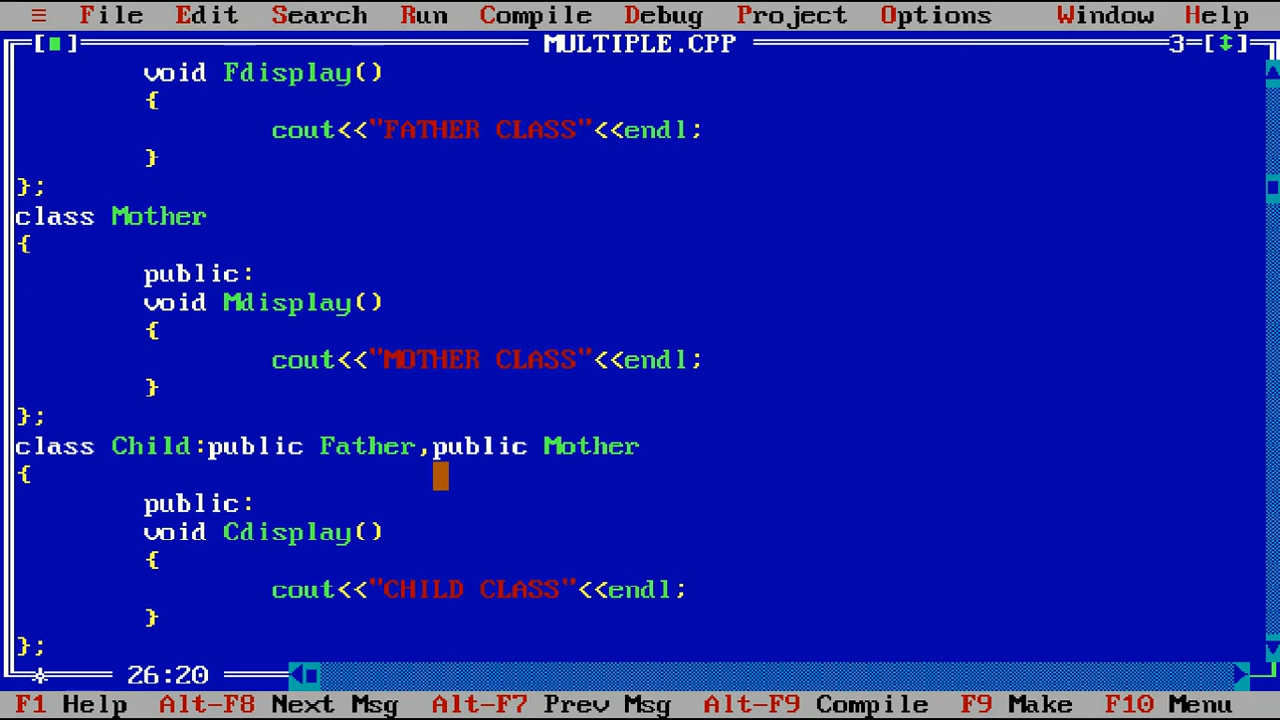 ≡ File Edit Search Run Compile Debug Project Options Window Help
[■] MULTIPLE.CPP 3=[↕]
void Fdisplay()
{
cout<<"FATHER CLASS"<<endl;
}
};
class Mother
{
public:
void Mdisplay()
{
cout<<"MOTHER CLASS"<<endl;
}
};
class Child:public Father,public Mother
{
public:
void Cdisplay()
{
cout<<"CHILD CLASS"<<endl;
}
};
26:20
F1 Help Alt-F8 Next Msg Alt-F7 Prev Msg Alt-F9 Compile F9 Make F10 Menu